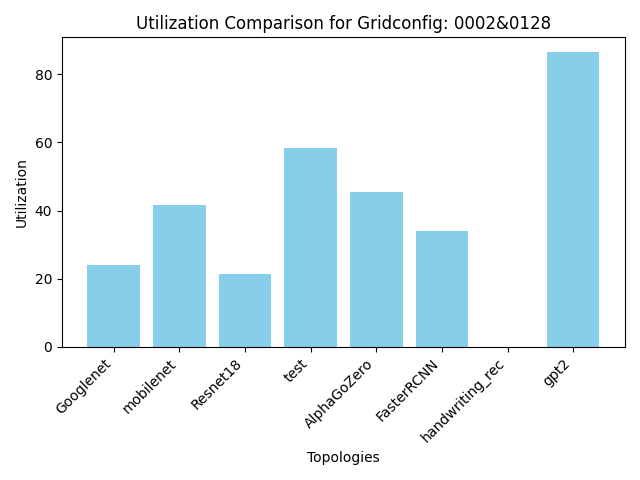 Utilization Comparison for Gridconfig: 0002&0128
80
60
40
20
0
Utilization
Googlenet
mobilenet
Resnet18
test
AlphaGoZero
FasterRCNN
handwriting_rec
gpt2
Topologies